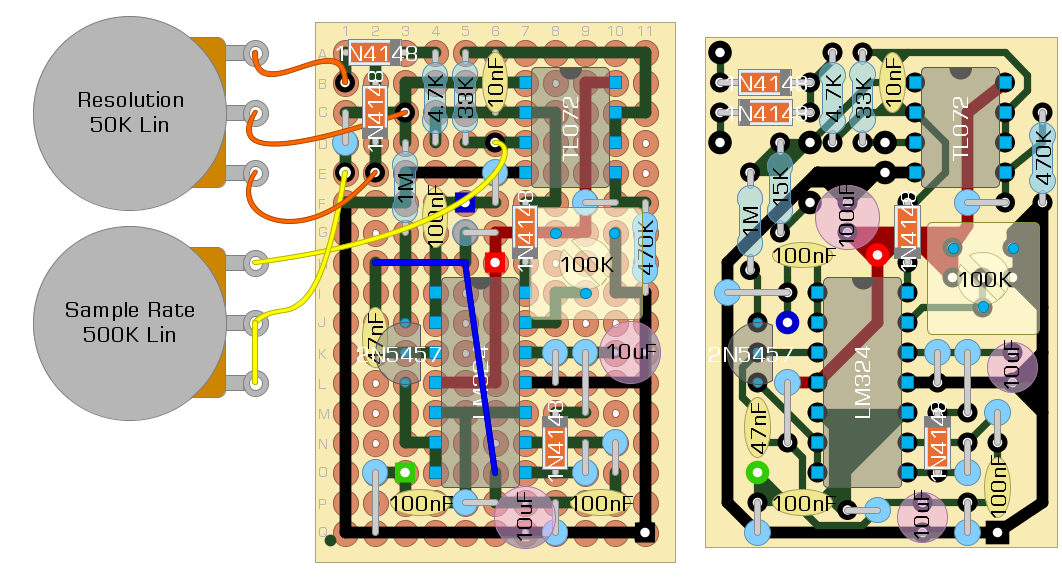 Resolution
50K Lin
Sample Rate
500K Lin
1 2 3 4 5 6 7 8 9 10 11
A
B
C
D
E
F
G
I
J
K
L
M
N
O
P
Q
1N4148
1N4148
4.7K
33K
10nF
TL072
1M
100nF
1N4148
470K
100K
2N5457
LM324
10uF
1N4148
100nF
10uF
100nF
1N4148
1N4148
4.7K
33K
10nF
TL072
470K
1M
15K
100uF
1N4148
100nF
100K
2N5457
LM324
10uF
47nF
1N4148
100nF
10uF
100nF